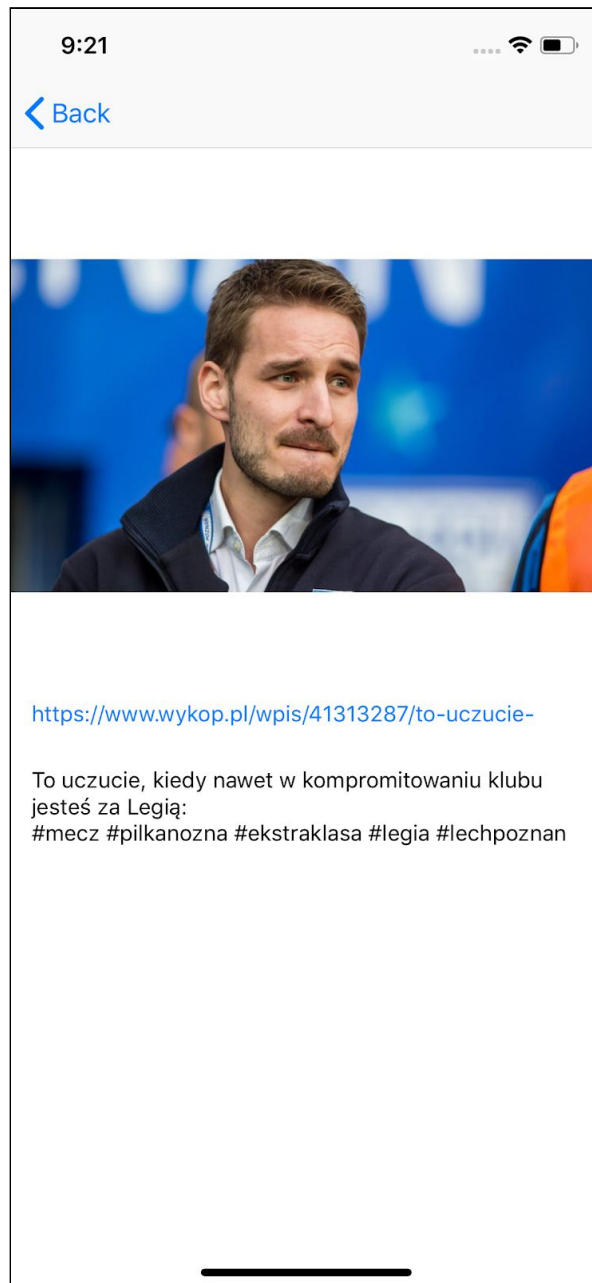 9:21
Back
https://www.wykop.pl/wpis/41313287/to-uczucie-
To uczucie, kiedy nawet w kompromitowaniu klubu
jesteś za Legią:
#mecz #pilkanozna #ekstraklasa #legia #lechpoznan